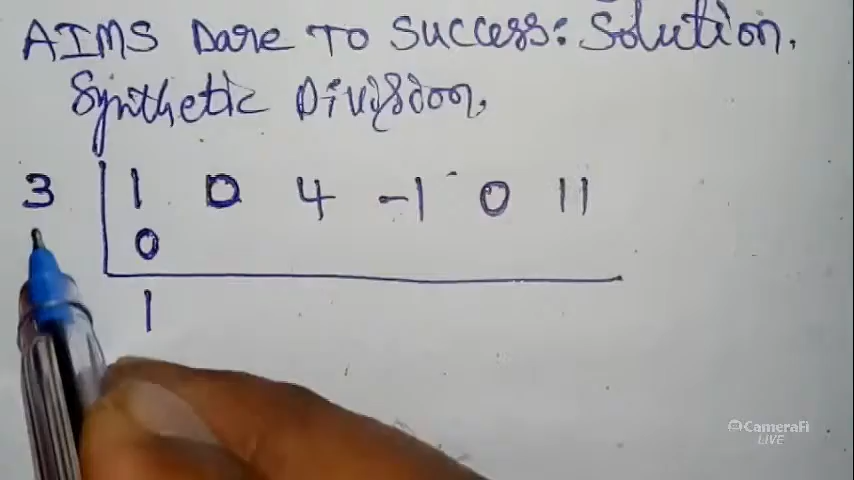 AIMS Dare To Success: Solution.
Synthetic Division.
3 1 0 4 -1 0 11
0
1
CameraFi
LIVE